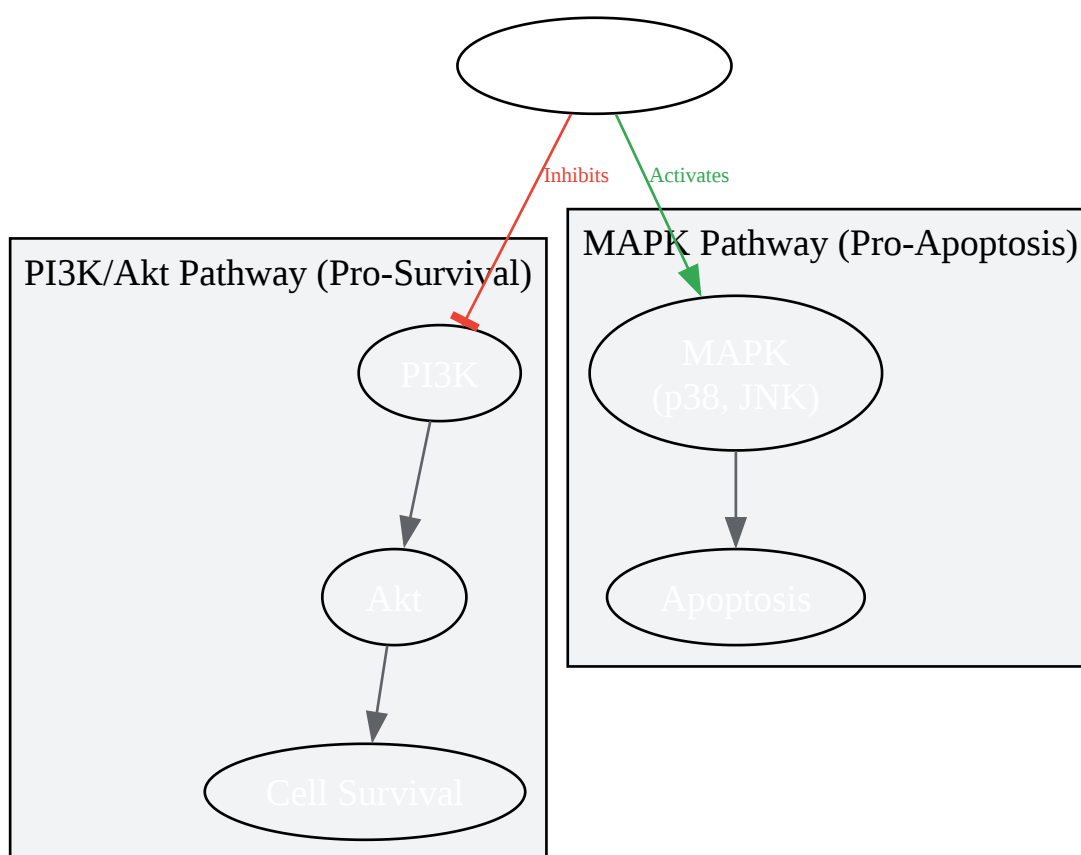 Inhibits
Activates
MAPK Pathway (Pro-Apoptosis)
PI3K/Akt Pathway (Pro-Survival)
PI3K
MAPK
(p38, JNK)
Akt
Apoptosis
Cell Survival